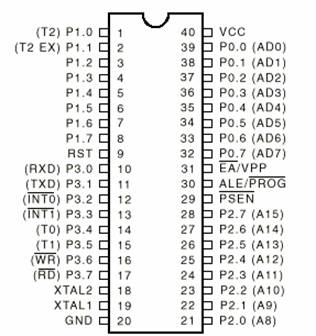 (T2) P1.0 1 40 VCC
(T2 EX) P1.1 2 39 P0.0 (AD0)
P1.2 3 38 P0.1 (AD1)
P1.3 4 37 P0.2 (AD2)
P1.4 5 36 P0.3 (AD3)
P1.5 6 35 P0.4 (AD4)
P1.6 7 34 P0.5 (AD5)
P1.7 8 33 P0.6 (AD6)
RST 9 32 P0.7 (AD7)
(RXD) P3.0 10 31 E̅A̅/VPP
(TXD) P3.1 11 30 ALE/P̅R̅O̅G̅
(I̅N̅T̅0̅) P3.2 12 29 P̅S̅E̅N̅
(I̅N̅T̅1̅) P3.3 13 28 P2.7 (A15)
(T0) P3.4 14 27 P2.6 (A14)
(T1) P3.5 15 26 P2.5 (A13)
(W̅R̅) P3.6 16 25 P2.4 (A12)
(R̅D̅) P3.7 17 24 P2.3 (A11)
XTAL2 18 23 P2.2 (A10)
XTAL1 19 22 P2.1 (A9)
GND 20 21 P2.0 (A8)